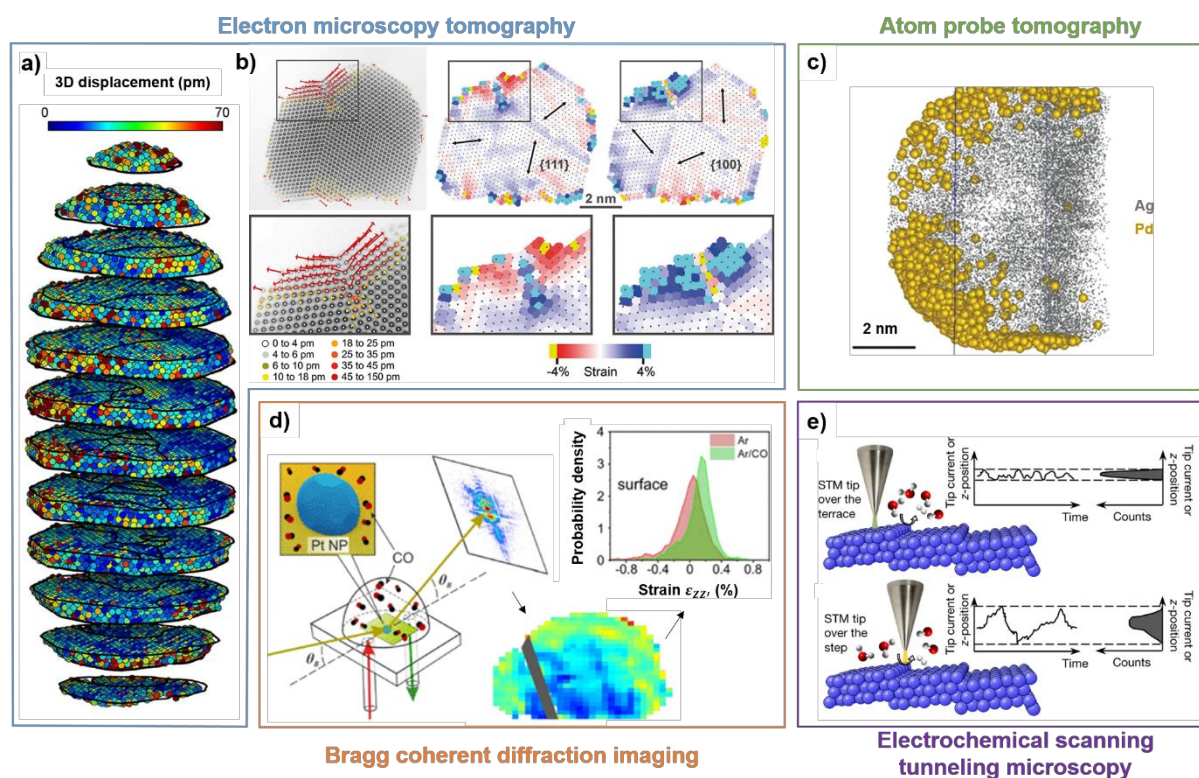 Electron microscopy tomography
Atom probe tomography
a)
3D displacement (pm)
0
70
b)
{111}
{100}
2 nm
0 to 4 pm
4 to 6 pm
6 to 10 pm
10 to 18 pm
18 to 25 pm
25 to 35 pm
35 to 45 pm
45 to 150 pm
-4%
Strain
4%
c)
Ag
Pd
2 nm
d)
Pt NP
CO
θB
θB
Probability density
4
3
2
1
0
surface
Ar
Ar/CO
-0.8
-0.4
0
0.4
0.8
Strain εZZ' (%)
e)
STM tip
over the
terrace
Tip current or
z-position
Time
Counts
Tip current or
z-position
STM tip
over the
step
Tip current or
z-position
Time
Counts
Tip current or
z-position
Bragg coherent diffraction imaging
Electrochemical scanning
tunneling microscopy